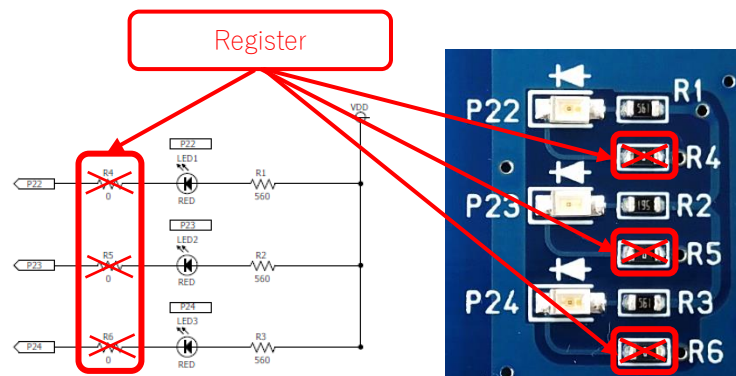 Register
VDD
P22
LED1
R4
R1
P22
0
RED
560
P23
LED2
R5
R2
P23
0
RED
560
P24
LED3
R6
R3
P24
0
RED
560
P22
R1
561
R4
P23
R2
195
R5
P24
R3
561
R6